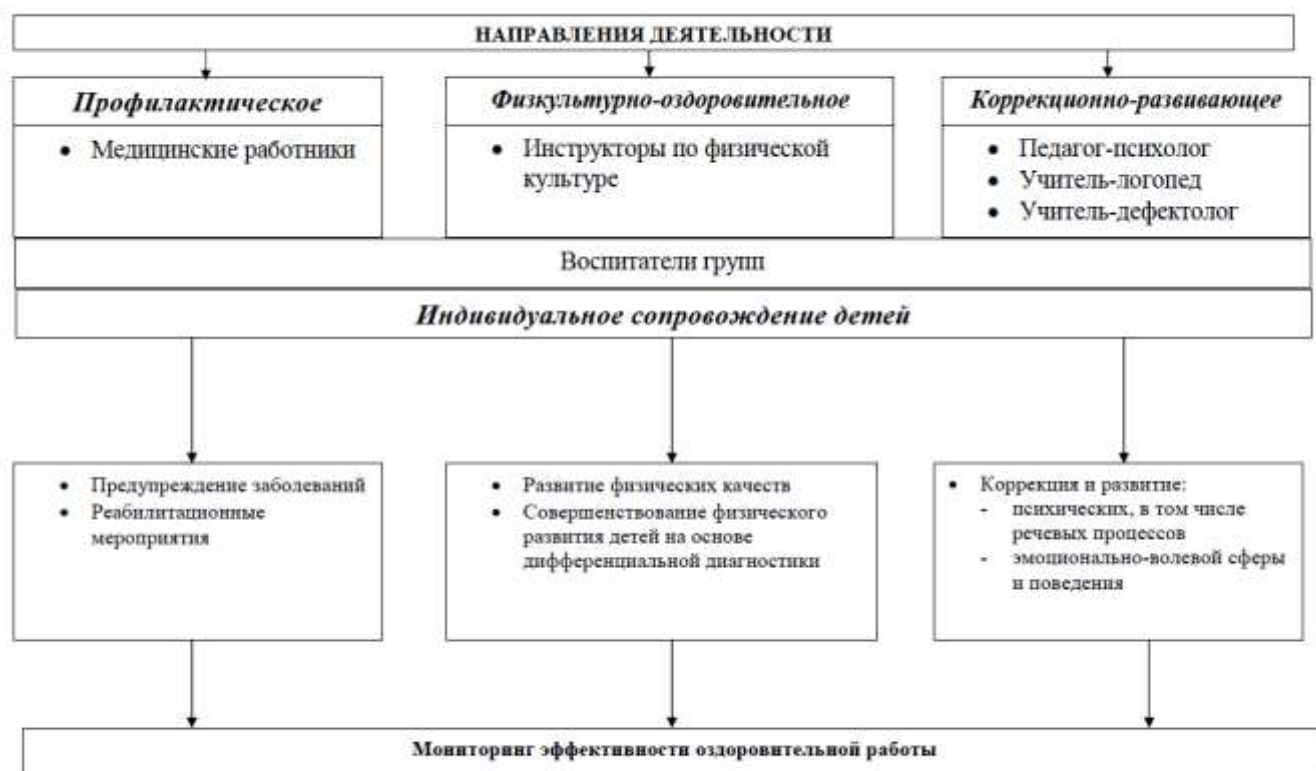 НАПРАВЛЕНИЯ ДЕЯТЕЛЬНОСТИ
Профилактическое
• Медицинские работники
Физкультурно-оздоровительное
• Инструкторы по физической
культуре
Коррекционно-развивающее
• Педагог-психолог
• Учитель-логопед
• Учитель-дефектолог
Воспитатели групп
Индивидуальное сопровождение детей
• Предупреждение заболеваний
• Реабилитационные
мероприятия
• Развитие физических качеств
• Совершенствование физического
развития детей на основе
дифференциальной диагностики
• Коррекция и развитие:
- психических, в том числе
речевых процессов
- эмоционально-волевой сферы
и поведения
Мониторинг эффективности оздоровительной работы